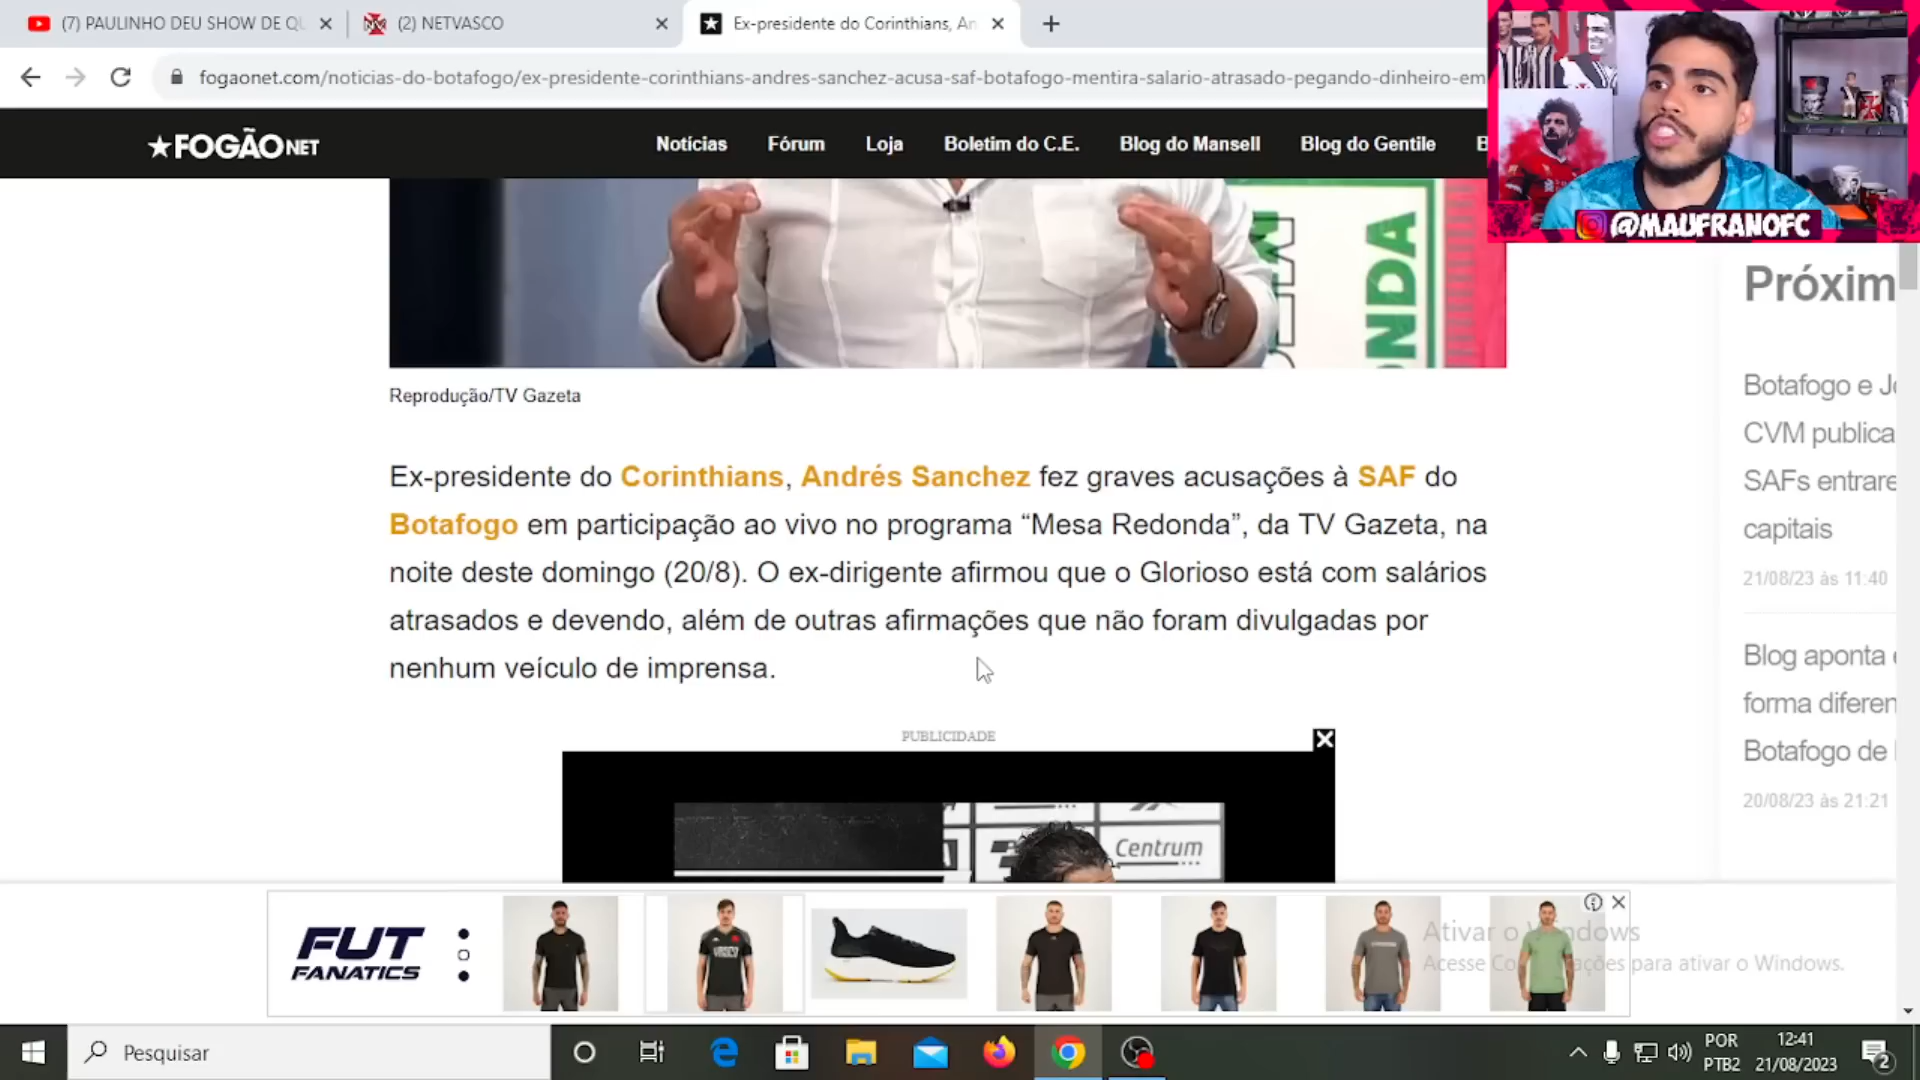 (7) PAULINHO DEU SHOW DE QU
(2) NETVASCO
Ex-presidente do Corinthians, An
fogaonet.com/noticias-do-botafogo/ex-presidente-corinthians-andres-sanchez-acusa-saf-botafogo-mentira-salario-atrasado-pegando-dinheiro-em
@MAUFRANOFC
FOGÃO NET
Notícias
Fórum
Loja
Boletim do C.E.
Blog do Mansell
Blog do Gentile
ONDA
Reprodução/TV Gazeta
Ex-presidente do Corinthians, Andrés Sanchez fez graves acusações à SAF do
Botafogo em participação ao vivo no programa “Mesa Redonda”, da TV Gazeta, na
noite deste domingo (20/8). O ex-dirigente afirmou que o Glorioso está com salários
atrasados e devendo, além de outras afirmações que não foram divulgadas por
nenhum veículo de imprensa.
Próxim
Botafogo e Jo
CVM publica
SAFs entrare
capitais
21/08/23 às 11:40
Blog aponta
forma diferen
Botafogo de
20/08/23 às 21:21
PUBLICIDADE
Centrum
FUT
FANATICS
Ativar o Windows
Acesse Co ações para ativar o Windows.
Pesquisar
POR
PTB2
12:41
21/08/2023
2